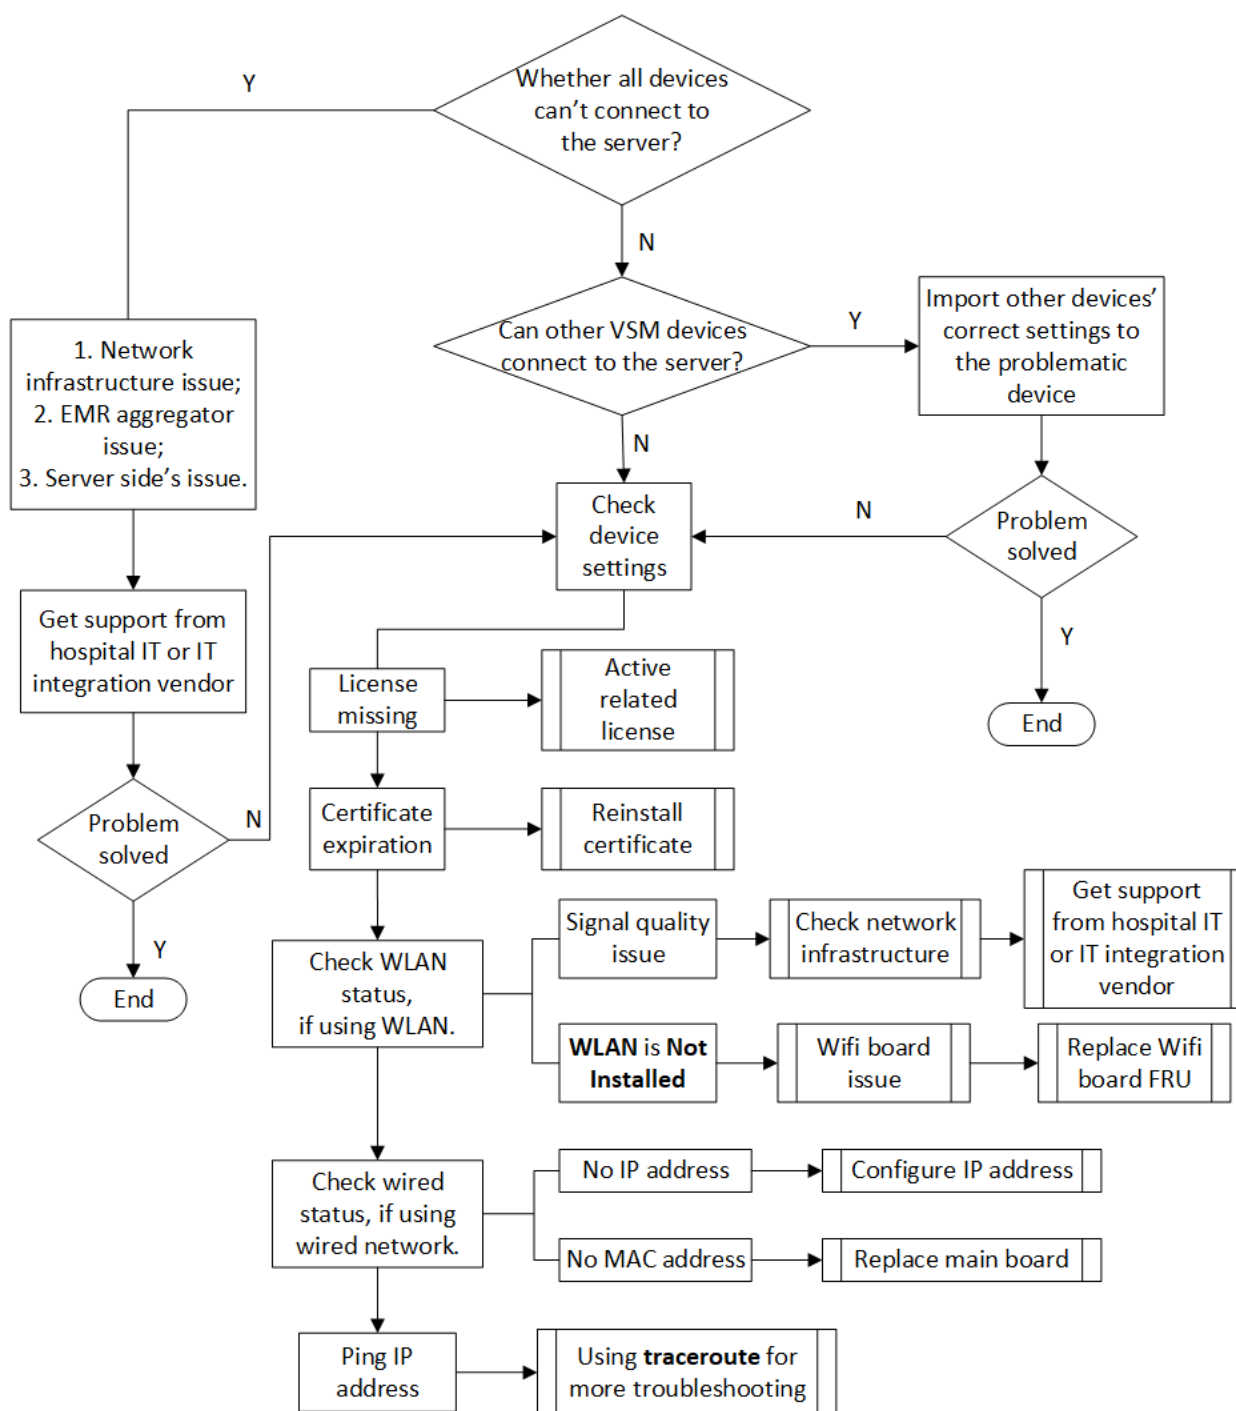 Whether all devices
can’t connect to
the server?
Y
N
Can other VSM devices
connect to the server?
Y
Import other devices’
correct settings to
the problematic
device
1. Network
infrastructure issue;
2. EMR aggregator
issue;
3. Server side’s issue.
N
Check
device
settings
N
Problem
solved
Y
End
Get support from
hospital IT or IT
integration vendor
Problem
solved
N
Y
End
License
missing
Active
related
license
Certificate
expiration
Reinstall
certificate
Check WLAN
status,
if using WLAN.
Signal quality
issue
Check network
infrastructure
Get support
from hospital IT
or IT integration
vendor
WLAN is Not
Installed
Wifi board
issue
Replace Wifi
board FRU
Check wired
status, if using
wired network.
No IP address
Configure IP address
No MAC address
Replace main board
Ping IP
address
Using traceroute for
more troubleshooting